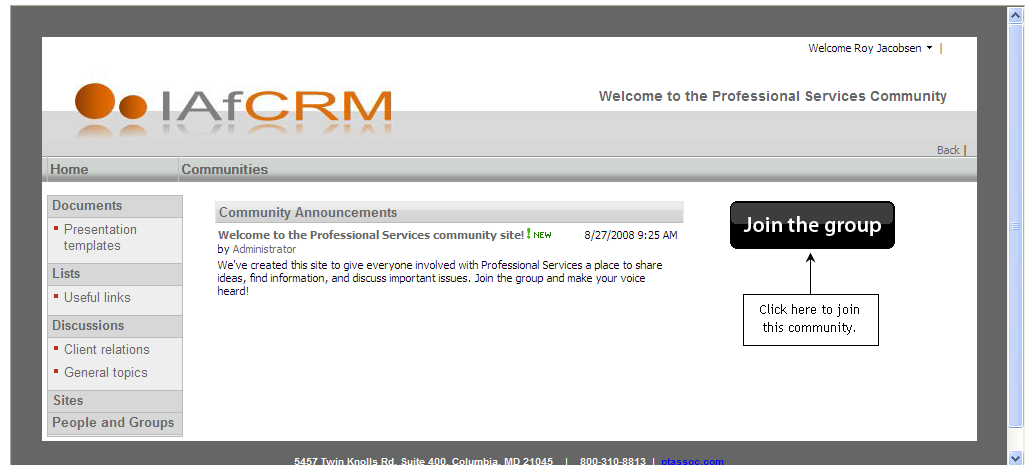 Welcome Roy Jacobsen
IAfCRM
Welcome to the Professional Services Community
Back |
Home
Communities
Documents
Presentation
templates
Lists
Useful links
Discussions
Client relations
General topics
Sites
People and Groups
Community Announcements
Welcome to the Professional Services community site! NEW 8/27/2008 9:25 AM
by Administrator
We've created this site to give everyone involved with Professional Services a place to share
ideas, find information, and discuss important issues. Join the group and make your voice
heard!
Join the group
Click here to join
this community.
5457 Twin Knolls Rd, Suite 400, Columbia, MD 21045 | 800-310-8813 | ptassoc.com